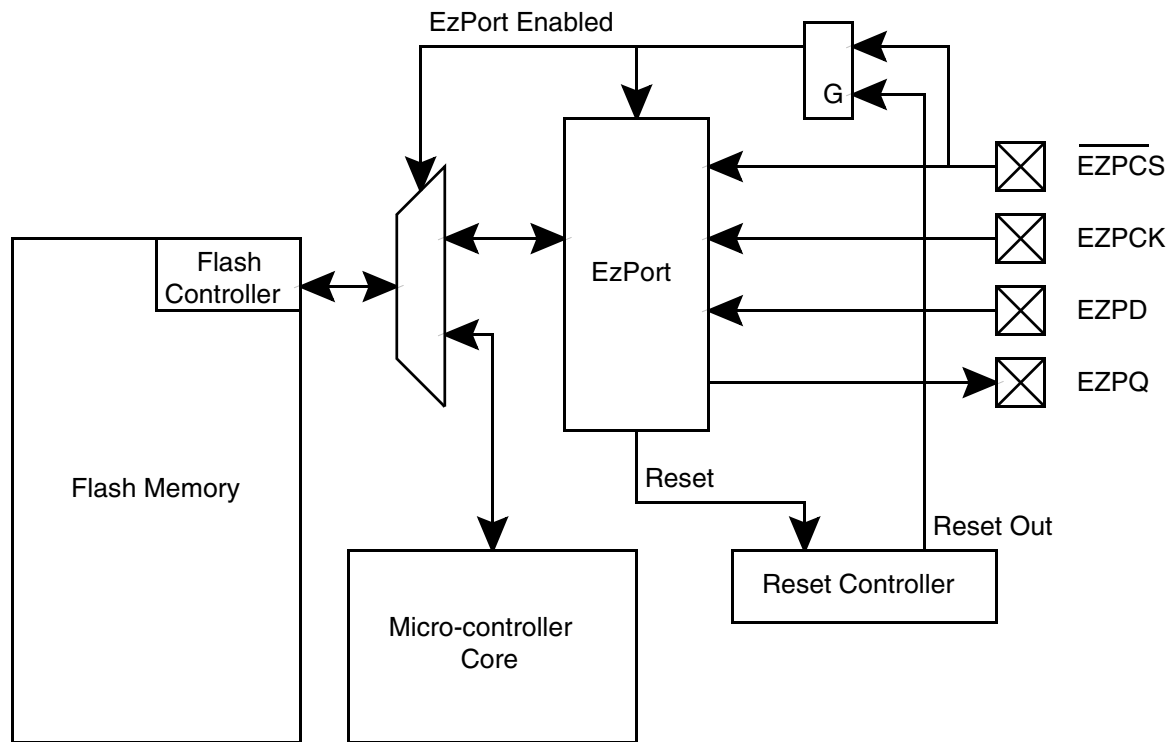 EzPort Enabled
G
EZPCS
EZPCK
Flash
Controller
EzPort
EZPD
EZPQ
Flash Memory
Reset
Reset Out
Reset Controller
Micro-controller
Core